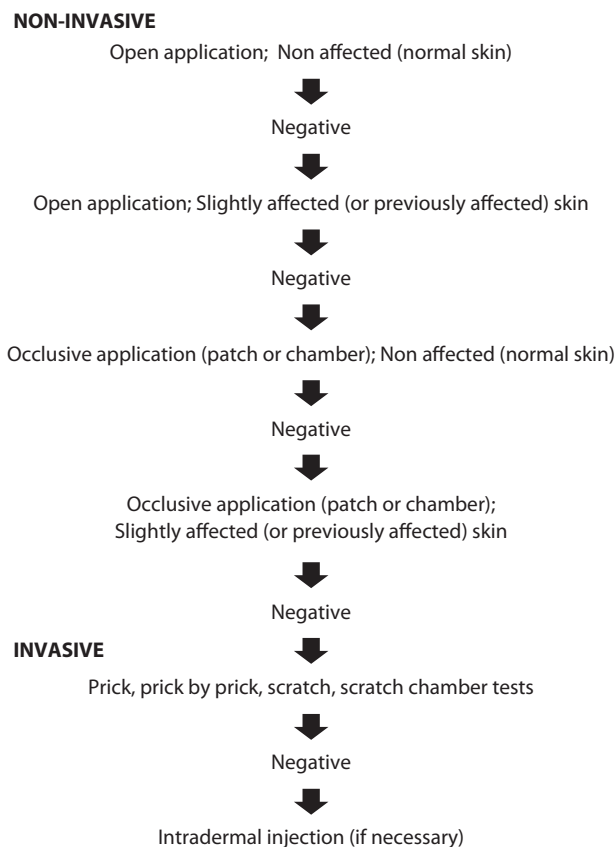 NON-INVASIVE
Open application;  Non affected (normal skin)
Negative
Open application; Slightly affected (or previously affected) skin
Negative
Occlusive application (patch or chamber); Non affected (normal skin)
Negative
Occlusive application (patch or chamber);
Slightly affected (or previously affected) skin
Negative
INVASIVE
Prick, prick by prick, scratch, scratch chamber tests
Negative
Intradermal injection (if necessary)